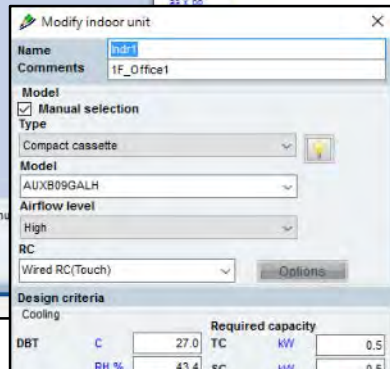 Modify indoor unit
Name Indr1
Comments 1F_Office1
Model
Manual selection
Type
Compact cassette
Model
AUXB09GALH
Airflow level
High
RC
Wired RC(Touch)
Options
Design criteria
Cooling
Required capacity
DBT C 27.0 TC kW 0.5
RH % 43.4 SC kW 0.5